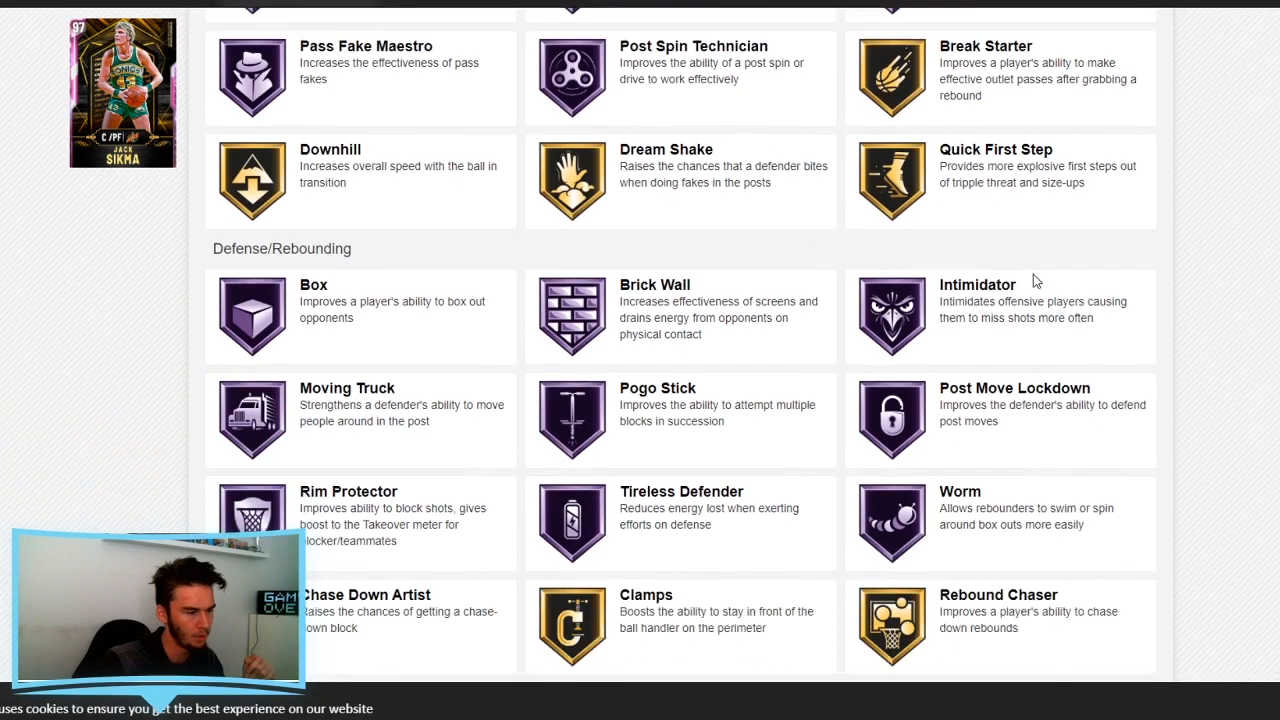 97
SONICS
C /PF
JACK
SIKMA
Pass Fake Maestro
Increases the effectiveness of pass
fakes
Post Spin Technician
Improves the ability of a post spin or
drive to work effectively
Break Starter
Improves a player's ability to make
effective outlet passes after grabbing a
rebound
Downhill
Increases overall speed with the ball in
transition
Dream Shake
Raises the chances that a defender bites
when doing fakes in the posts
Quick First Step
Provides more explosive first steps out
of tripple threat and size-ups
Defense/Rebounding
Box
Improves a player's ability to box out
opponents
Brick Wall
Increases effectiveness of screens and
drains energy from opponents on
physical contact
Intimidator
Intimidates offensive players causing
them to miss shots more often
Moving Truck
Strengthens a defender's ability to move
people around in the post
Pogo Stick
Improves the ability to attempt multiple
blocks in succession
Post Move Lockdown
Improves the defender's ability to defend
post moves
Rim Protector
Improves ability to block shots, gives
boost to the Takeover meter for
locker/teammates
Tireless Defender
Reduces energy lost when exerting
efforts on defense
Worm
Allows rebounders to swim or spin
around box outs more easily
Chase Down Artist
Raises the chances of getting a chase-
own block
Clamps
Boosts the ability to stay in front of the
ball handler on the perimeter
Rebound Chaser
Improves a player's ability to chase
down rebounds
GAM
OVE
uses cookies to ensure you get the best experience on our website